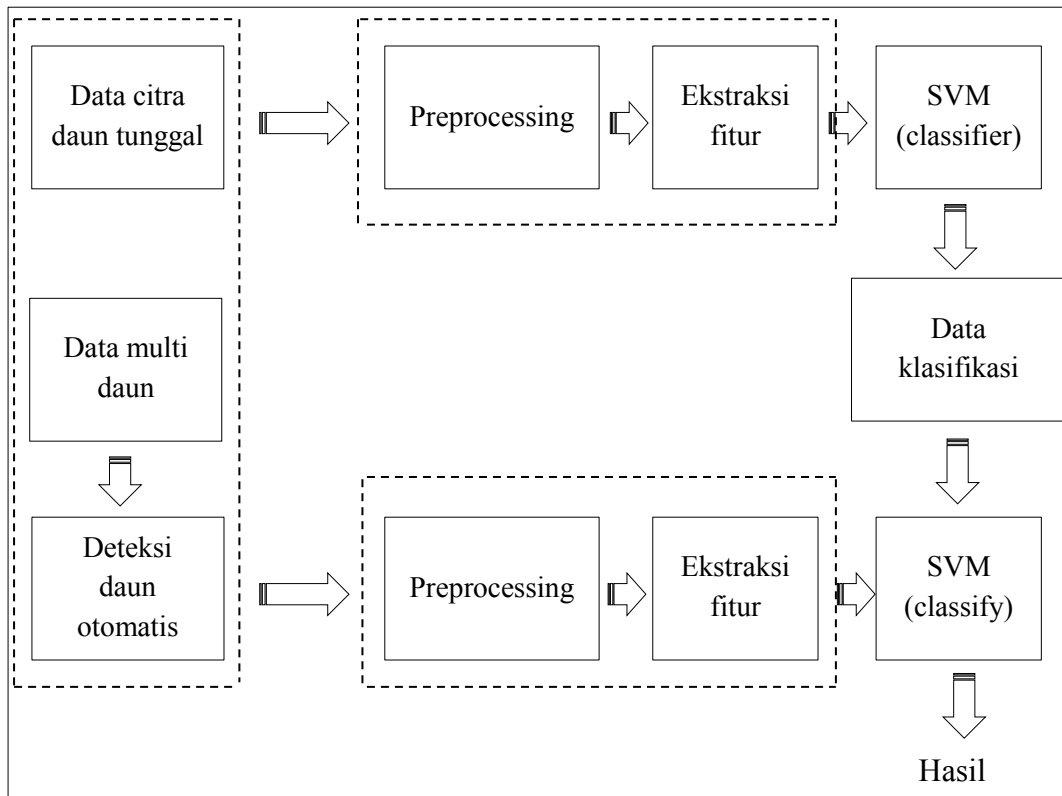 Data citra
daun tunggal
Preprocessing
Ekstraksi
fitur
SVM
(classifier)
Data multi
daun
Data
klasifikasi
Deteksi
daun
otomatis
Preprocessing
Ekstraksi
fitur
SVM
(classify)
Hasil